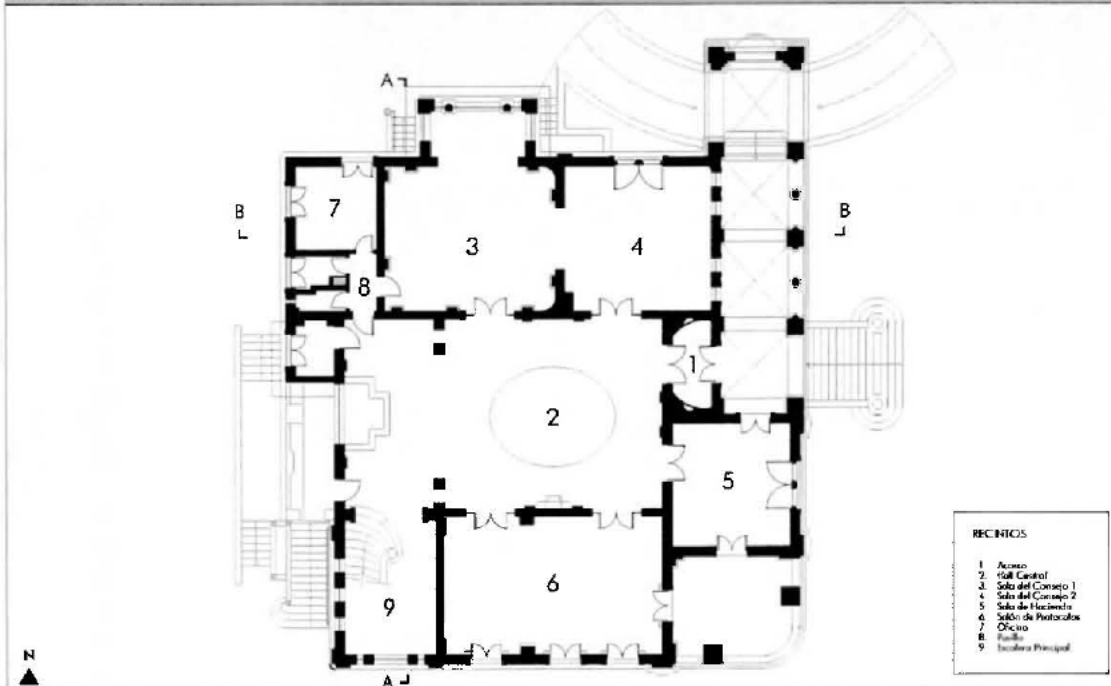 A
B
B
7
3
4
8
1
2
5
6
9
A
N
RECINTOS
1 Acceso
2 Hall Central
3 Sala del Consejo 1
4 Sala del Consejo 2
5 Sala de Hacienda
6 Salón de Protocolos
7 Oficina
8 Pasillo
9 Escalera Principal